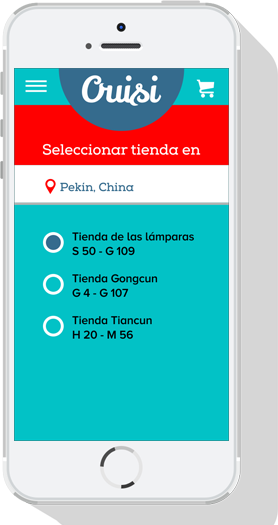 Ouisi
Seleccionar tienda en
Pekín, China
Tienda de las lámparas
S 50 - G 109
Tienda Gongcun
G 4 - G 107
Tienda Tiancun
H 20 - M 56